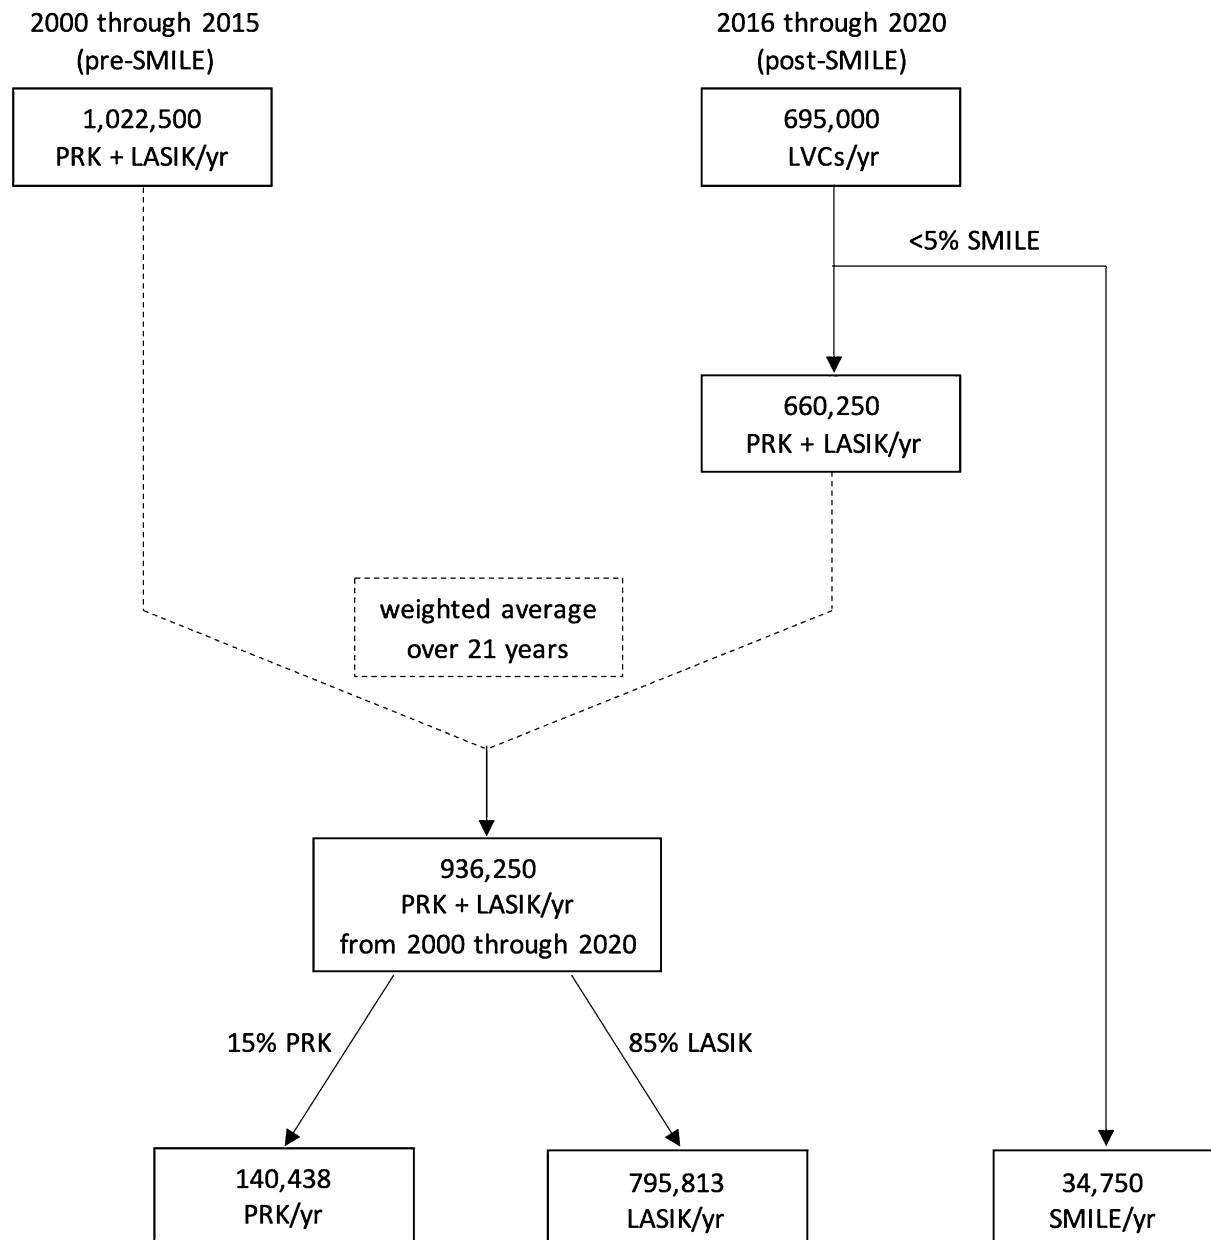 2000 through 2015
(pre-SMILE)
1,022,500
PRK + LASIK/yr
2016 through 2020
(post-SMILE)
695,000
LVCs/yr
<5% SMILE
660,250
PRK + LASIK/yr
weighted average
over 21 years
936,250
PRK + LASIK/yr
from 2000 through 2020
15% PRK
85% LASIK
140,438
PRK/yr
795,813
LASIK/yr
34,750
SMILE/yr